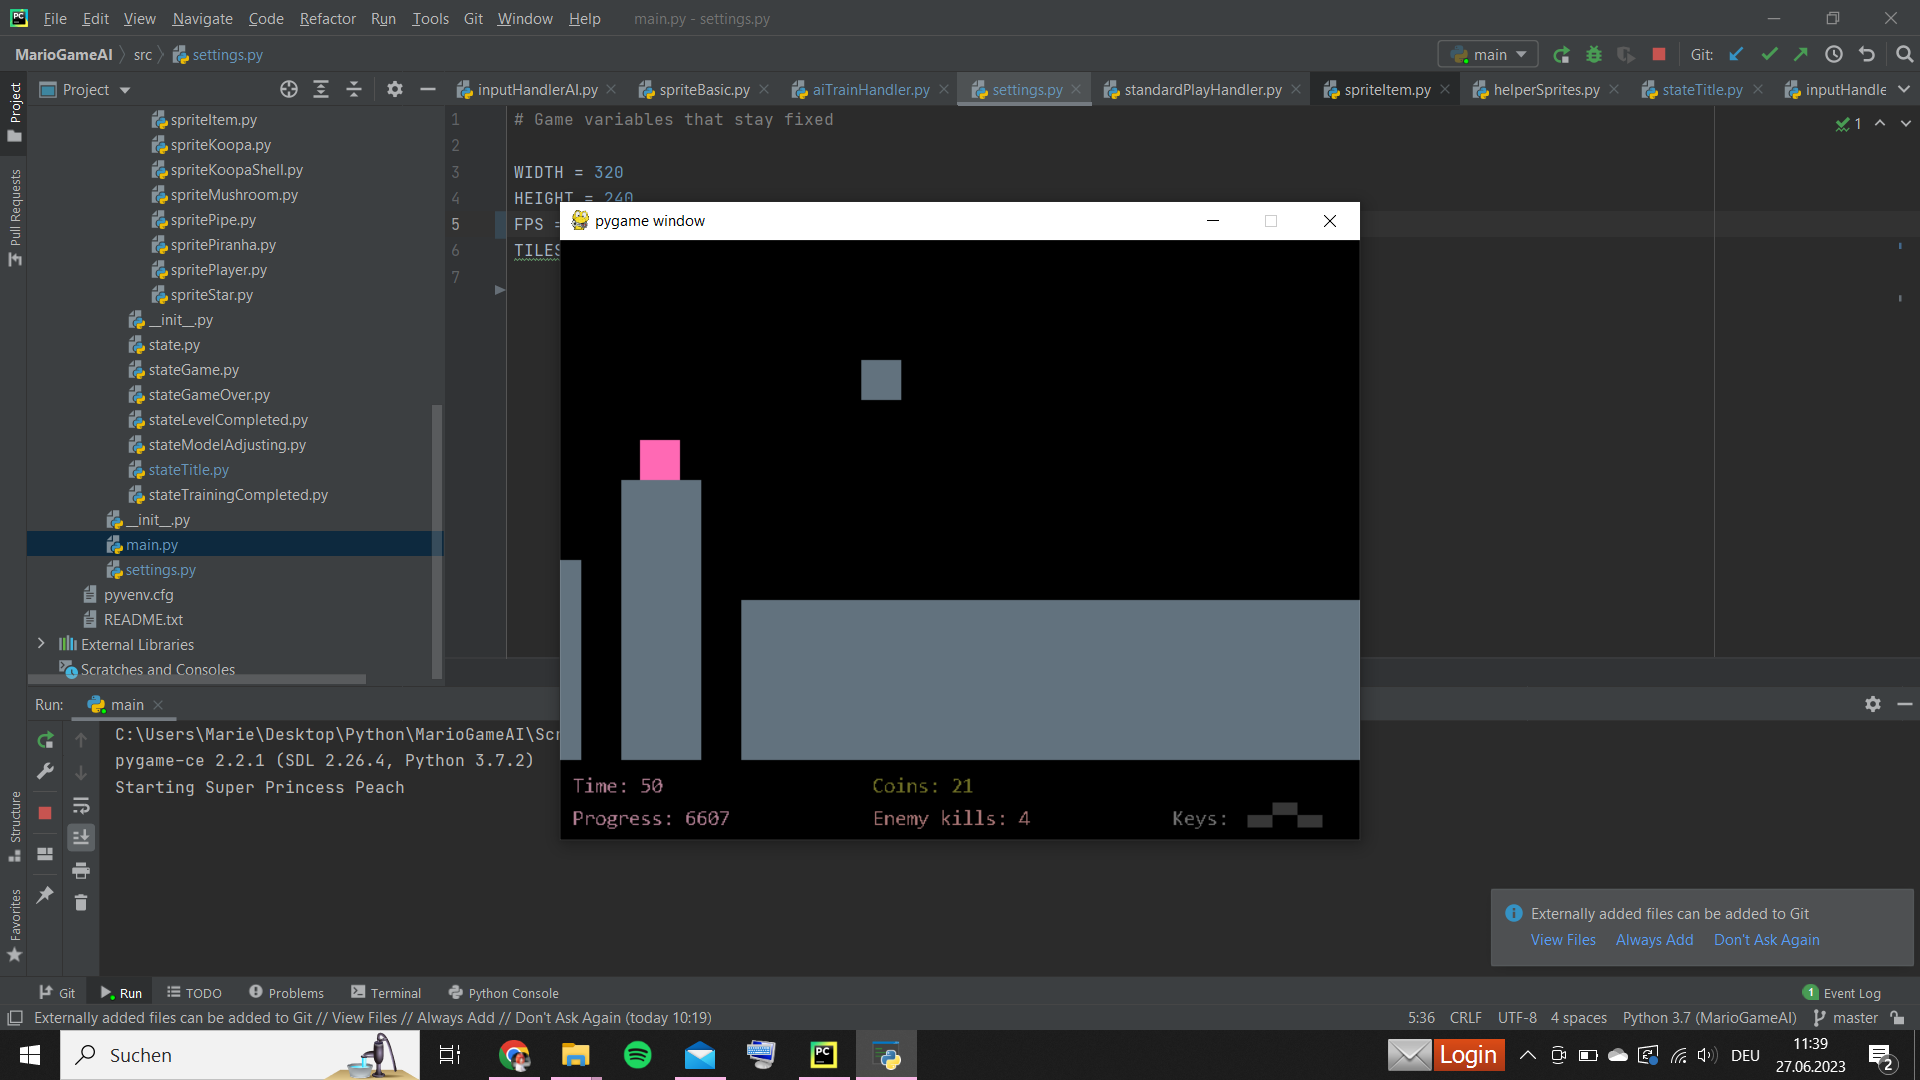 File Edit View Navigate Code Refactor Run Tools Git Window Help main.py - settings.py
MarioGameAI src settings.py main Git:
Project
inputHandlerAI.py spriteBasic.py aiTrainHandler.py settings.py standardPlayHandler.py spriteItem.py helperSprites.py stateTitle.py inputHandle
Project
Pull Requests
Structure
Favorites
spriteItem.py
spriteKoopa.py
spriteKoopaShell.py
spriteMushroom.py
spritePipe.py
spritePiranha.py
spritePlayer.py
spriteStar.py
__init__.py
state.py
stateGame.py
stateGameOver.py
stateLevelCompleted.py
stateModelAdjusting.py
stateTitle.py
stateTrainingCompleted.py
__init__.py
main.py
settings.py
pyvenv.cfg
README.txt
External Libraries
Scratches and Consoles
1 # Game variables that stay fixed
2
3 WIDTH = 320
4 HEIGHT = 240
5 FPS =
6 TILES
7
1
pygame window
Time: 50 Coins: 21
Progress: 6607 Enemy kills: 4 Keys:
Run: main
C:\Users\Marie\Desktop\Python\MarioGameAI\Scr
pygame-ce 2.2.1 (SDL 2.26.4, Python 3.7.2)
Starting Super Princess Peach
Externally added files can be added to Git
View Files Always Add Don't Ask Again
Git Run TODO Problems Terminal Python Console 1 Event Log
Externally added files can be added to Git // View Files // Always Add // Don't Ask Again (today 10:19) 5:36 CRLF UTF-8 4 spaces Python 3.7 (MarioGameAI) master
Suchen Login DEU 11:39
27.06.2023 2